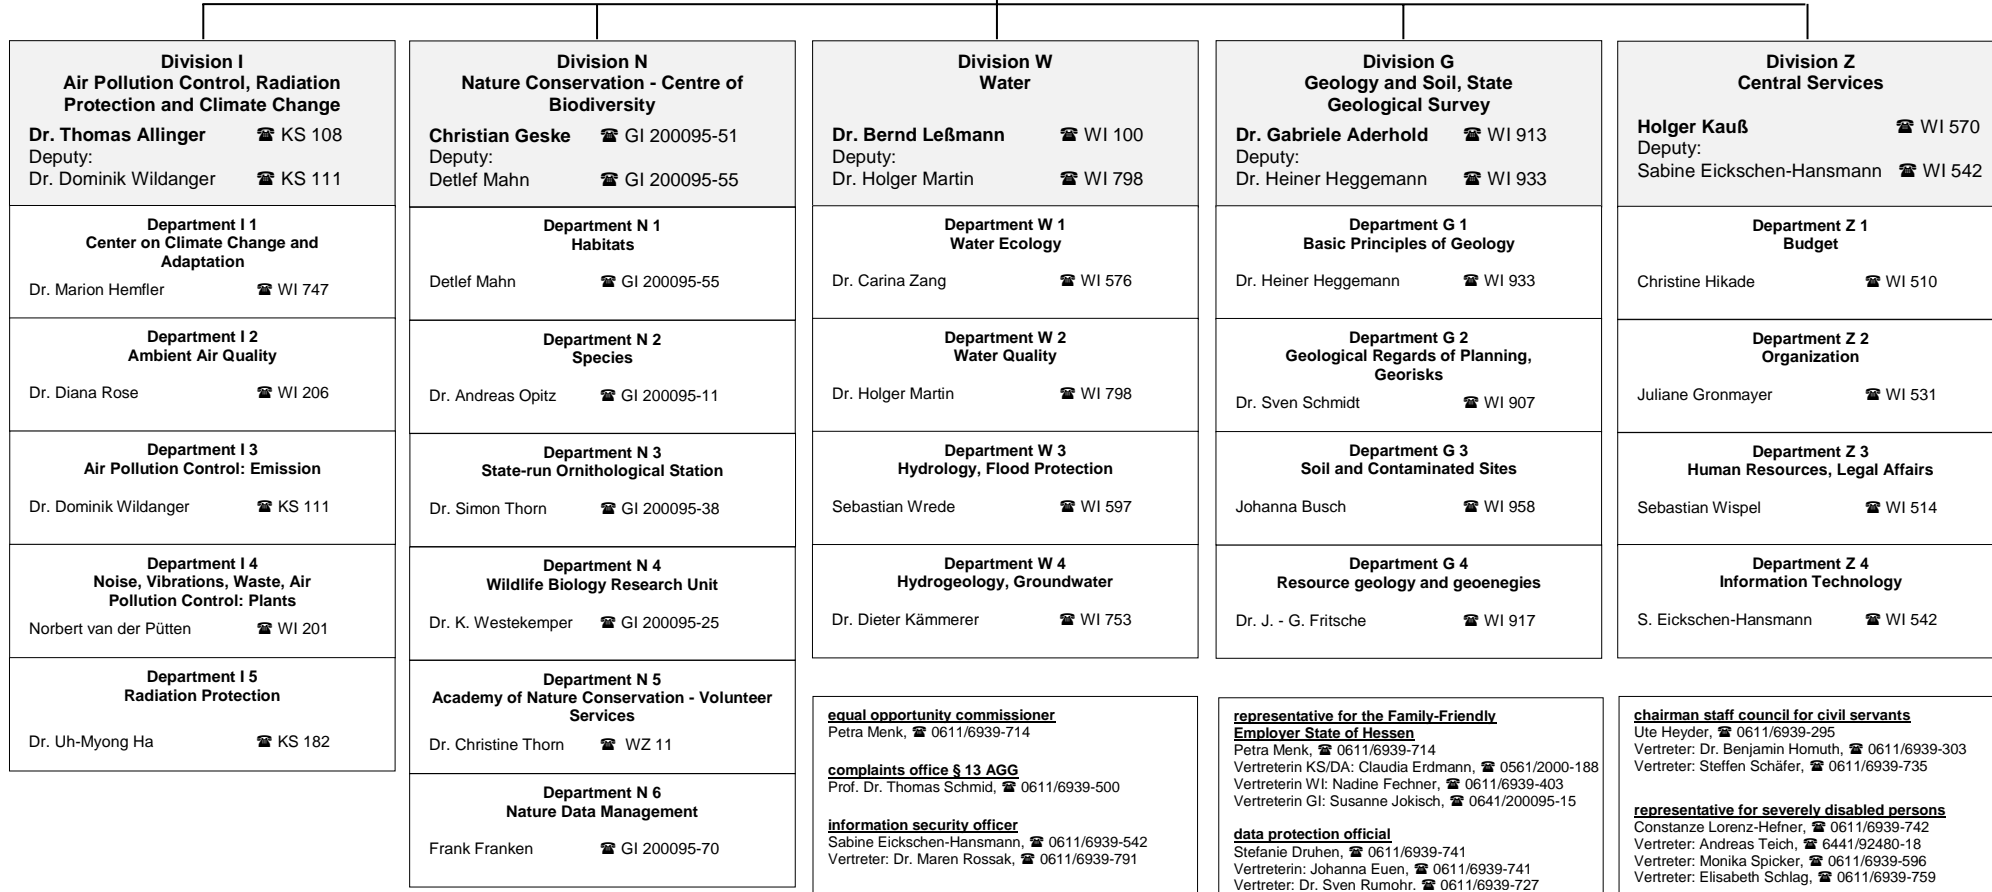 Division I
Air Pollution Control, Radiation
Protection and Climate Change
Dr. Thomas Allinger ☎ KS 108
Deputy:
Dr. Dominik Wildanger ☎ KS 111
Department I 1
Center on Climate Change and
Adaptation
Dr. Marion Hemfler ☎ WI 747
Department I 2
Ambient Air Quality
Dr. Diana Rose ☎ WI 206
Department I 3
Air Pollution Control: Emission
Dr. Dominik Wildanger ☎ KS 111
Department I 4
Noise, Vibrations, Waste, Air
Pollution Control: Plants
Norbert van der Pütten ☎ WI 201
Department I 5
Radiation Protection
Dr. Uh-Myong Ha ☎ KS 182
Division N
Nature Conservation - Centre of
Biodiversity
Christian Geske ☎ GI 200095-51
Deputy:
Detlef Mahn ☎ GI 200095-55
Department N 1
Habitats
Detlef Mahn ☎ GI 200095-55
Department N 2
Species
Dr. Andreas Opitz ☎ GI 200095-11
Department N 3
State-run Ornithological Station
Dr. Simon Thorn ☎ GI 200095-38
Department N 4
Wildlife Biology Research Unit
Dr. K. Westekemper ☎ GI 200095-25
Department N 5
Academy of Nature Conservation - Volunteer
Services
Dr. Christine Thorn ☎ WZ 11
Department N 6
Nature Data Management
Frank Franken ☎ GI 200095-70
Division W
Water
Dr. Bernd Leßmann ☎ WI 100
Deputy:
Dr. Holger Martin ☎ WI 798
Department W 1
Water Ecology
Dr. Carina Zang ☎ WI 576
Department W 2
Water Quality
Dr. Holger Martin ☎ WI 798
Department W 3
Hydrology, Flood Protection
Sebastian Wrede ☎ WI 597
Department W 4
Hydrogeology, Groundwater
Dr. Dieter Kämmerer ☎ WI 753
equal opportunity commissioner
Petra Menk, ☎ 0611/6939-714
complaints office § 13 AGG
Prof. Dr. Thomas Schmid, ☎ 0611/6939-500
information security officer
Sabine Eickschen-Hansmann, ☎ 0611/6939-542
Vertreter: Dr. Maren Rossak, ☎ 0611/6939-791
Division G
Geology and Soil, State
Geological Survey
Dr. Gabriele Aderhold ☎ WI 913
Deputy:
Dr. Heiner Heggemann ☎ WI 933
Department G 1
Basic Principles of Geology
Dr. Heiner Heggemann ☎ WI 933
Department G 2
Geological Regards of Planning,
Georisks
Dr. Sven Schmidt ☎ WI 907
Department G 3
Soil and Contaminated Sites
Johanna Busch ☎ WI 958
Department G 4
Resource geology and geoenegies
Dr. J. - G. Fritsche ☎ WI 917
representative for the Family-Friendly
Employer State of Hessen
Petra Menk, ☎ 0611/6939-714
Vertreterin KS/DA: Claudia Erdmann, ☎ 0561/2000-188
Vertreterin WI: Nadine Fechner, ☎ 0611/6939-403
Vertreterin GI: Susanne Jokisch, ☎ 0641/200095-15
data protection official
Stefanie Druhen, ☎ 0611/6939-741
Vertreterin: Johanna Euen, ☎ 0611/6939-741
Vertreter: Dr. Sven Rumohr, ☎ 0611/6939-727
Division Z
Central Services
Holger Kauß ☎ WI 570
Deputy:
Sabine Eickschen-Hansmann ☎ WI 542
Department Z 1
Budget
Christine Hikade ☎ WI 510
Department Z 2
Organization
Juliane Gronmayer ☎ WI 531
Department Z 3
Human Resources, Legal Affairs
Sebastian Wispel ☎ WI 514
Department Z 4
Information Technology
S. Eickschen-Hansmann ☎ WI 542
chairman staff council for civil servants
Ute Heyder, ☎ 0611/6939-295
Vertreter: Dr. Benjamin Homuth, ☎ 0611/6939-303
Vertreter: Steffen Schäfer, ☎ 0611/6939-735
representative for severely disabled persons
Constanze Lorenz-Hefner, ☎ 0611/6939-742
Vertreter: Andreas Teich, ☎ 6441/92480-18
Vertreter: Monika Spicker, ☎ 0611/6939-596
Vertreter: Elisabeth Schlag, ☎ 0611/6939-759